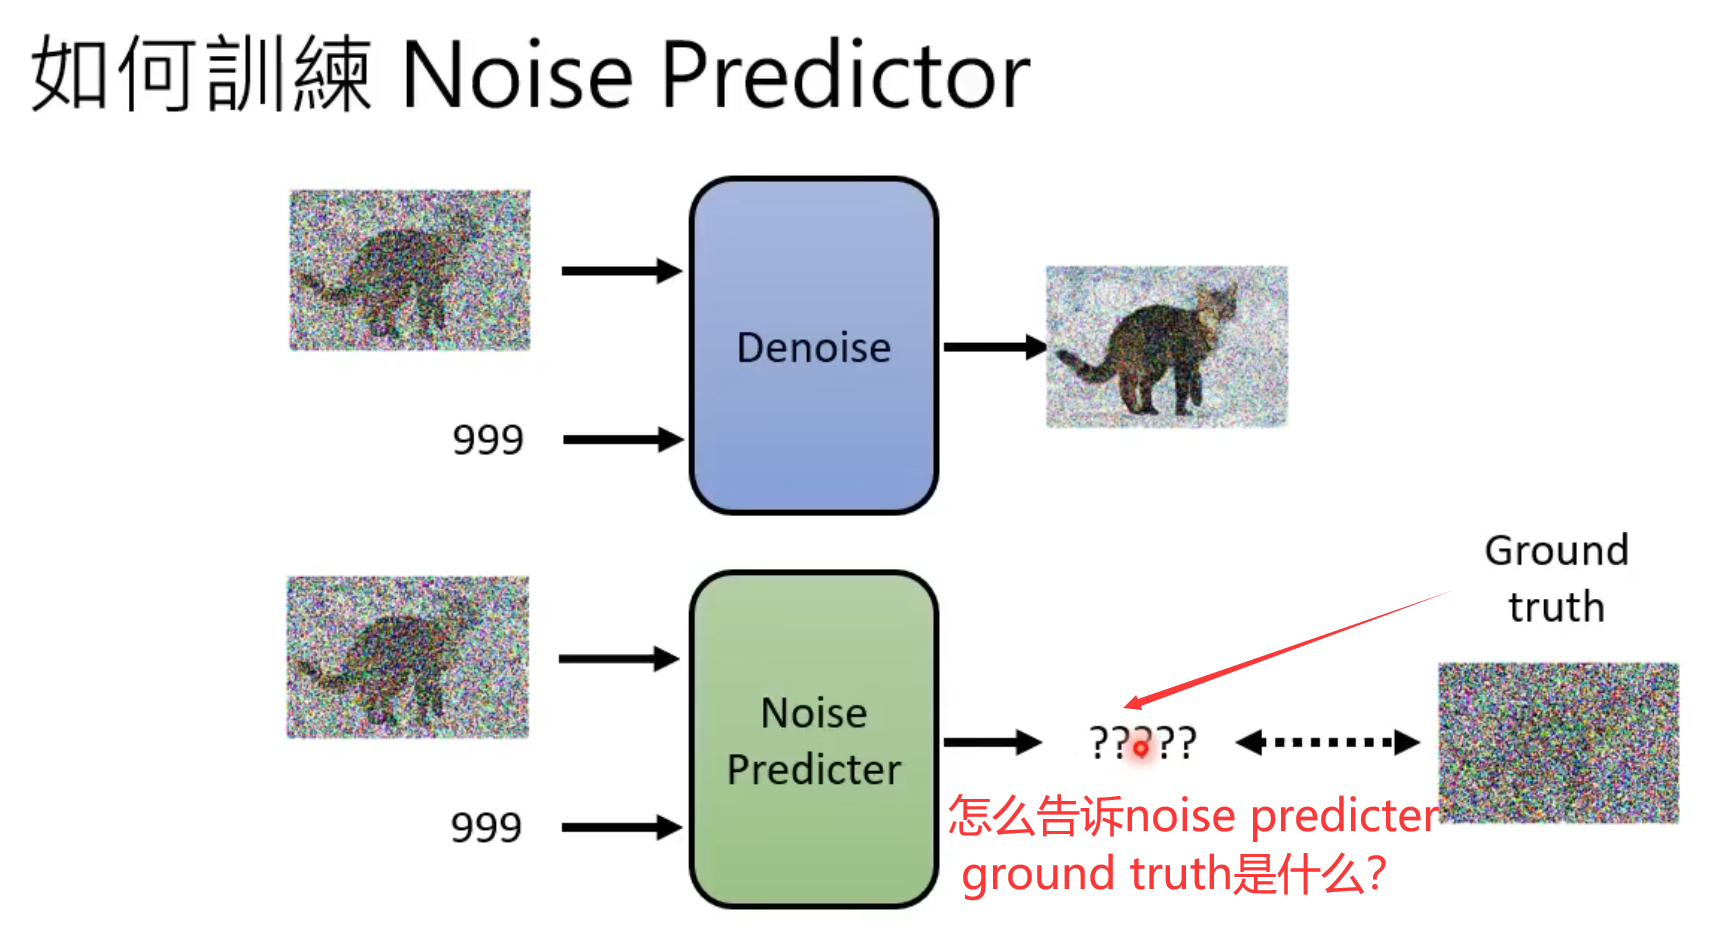 如何訓練 Noise Predictor
Denoise
999
Ground
truth
Noise
Predicter
?????
999
怎么告诉noise predicter
ground truth是什么?